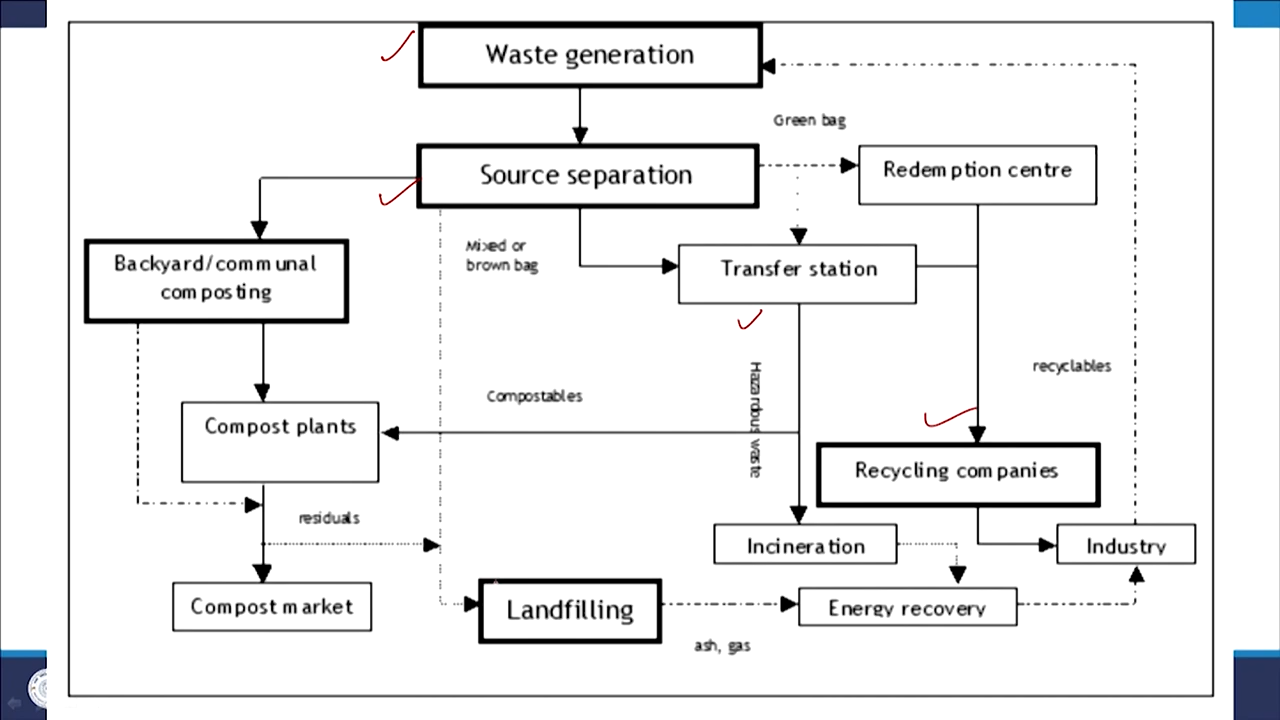 Waste generation
Green bag
Source separation
Redemption centre
Mixed or
brown bag
Backyard/communal
composting
Transfer station
Hazardous waste
recyclables
Compostables
Compost plants
Recycling companies
residuals
Incineration
Industry
Compost market
Landfilling
Energy recovery
ash, gas